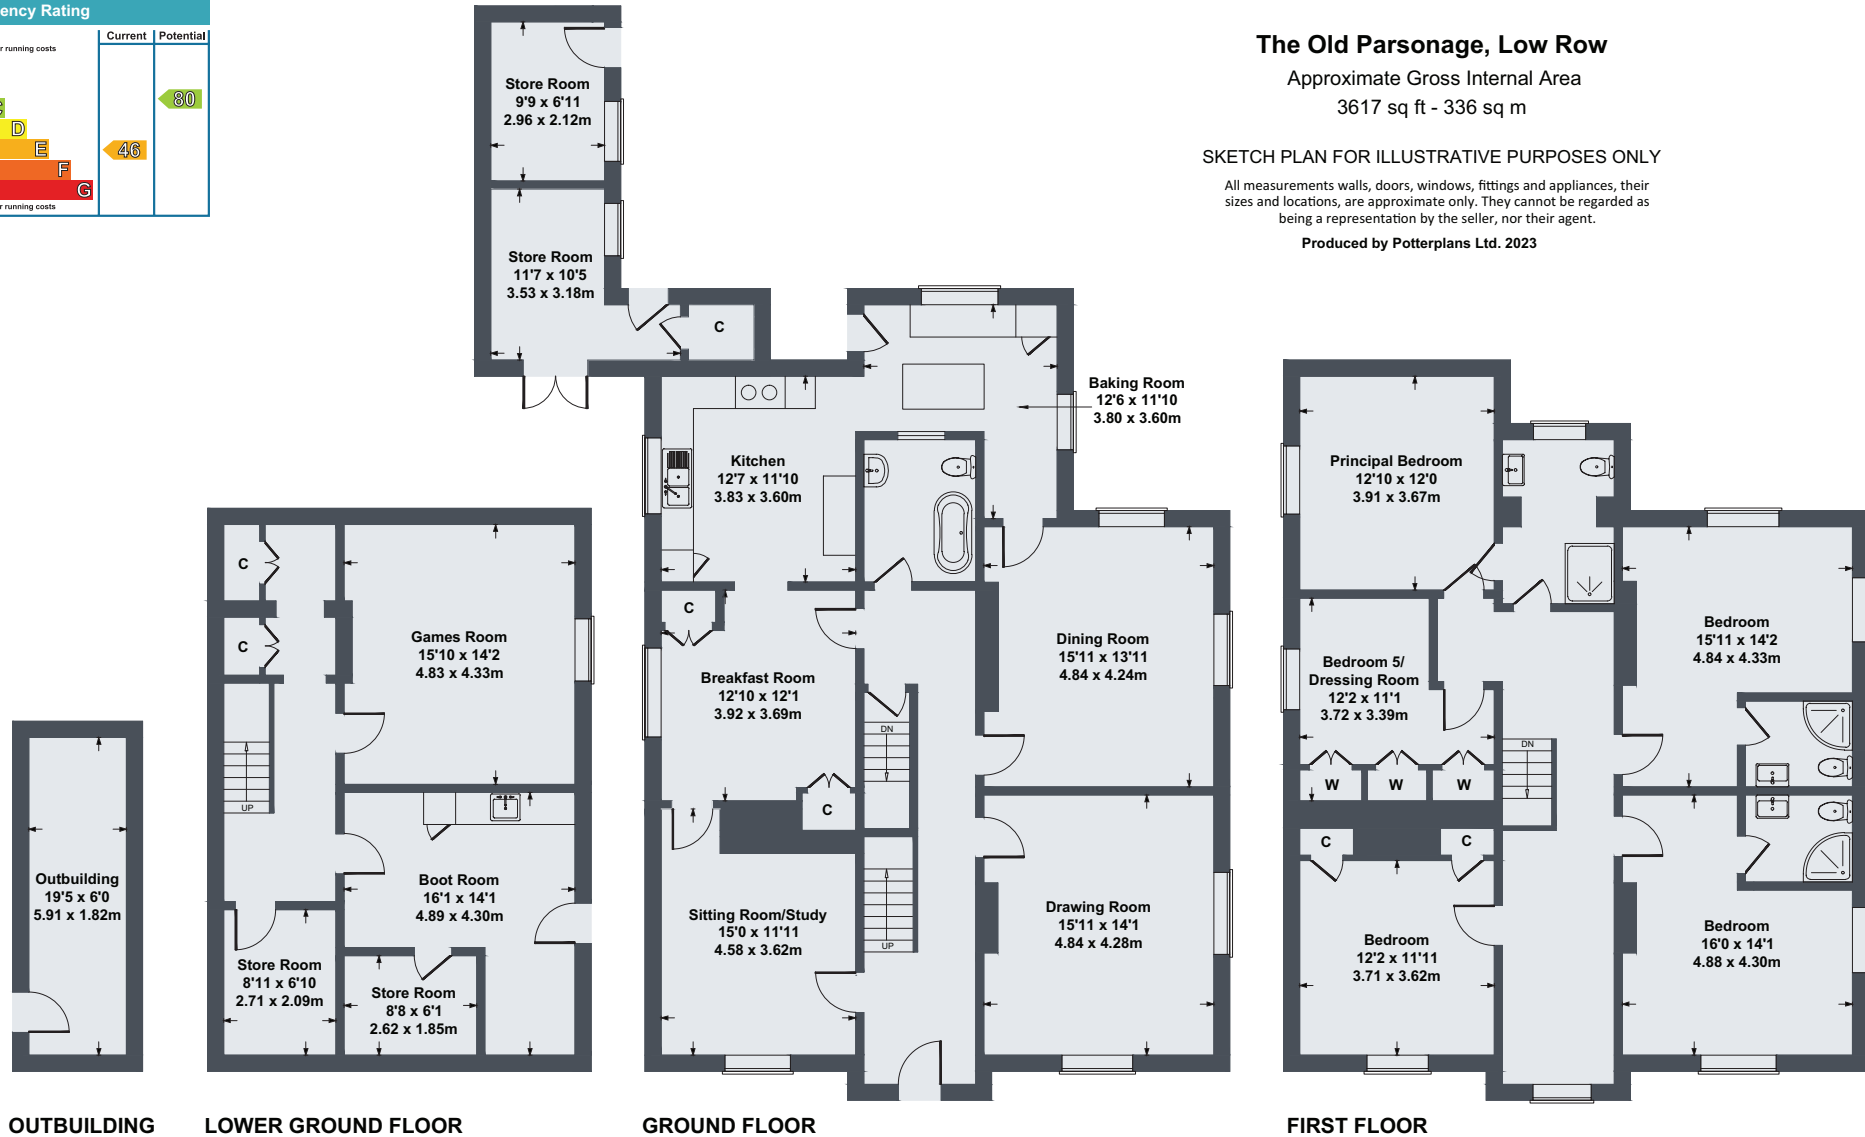 ency Rating
Current Potential
r running costs
C
D
E
F
G
80
46
r running costs
The Old Parsonage, Low Row
Approximate Gross Internal Area
3617 sq ft - 336 sq m
SKETCH PLAN FOR ILLUSTRATIVE PURPOSES ONLY
All measurements walls, doors, windows, fittings and appliances, their
sizes and locations, are approximate only. They cannot be regarded as
being a representation by the seller, nor their agent.
Produced by Potterplans Ltd. 2023
Outbuilding
19'5 x 6'0
5.91 x 1.82m
OUTBUILDING
C
C
Games Room
15'10 x 14'2
4.83 x 4.33m
UP
Boot Room
16'1 x 14'1
4.89 x 4.30m
Store Room
8'11 x 6'10
2.71 x 2.09m
Store Room
8'8 x 6'1
2.62 x 1.85m
LOWER GROUND FLOOR
Store Room
9'9 x 6'11
2.96 x 2.12m
Store Room
11'7 x 10'5
3.53 x 3.18m
C
Baking Room
12'6 x 11'10
3.80 x 3.60m
Kitchen
12'7 x 11'10
3.83 x 3.60m
C
Breakfast Room
12'10 x 12'1
3.92 x 3.69m
C
Dining Room
15'11 x 13'11
4.84 x 4.24m
DN
UP
Sitting Room/Study
15'0 x 11'11
4.58 x 3.62m
Drawing Room
15'11 x 14'1
4.84 x 4.28m
GROUND FLOOR
Principal Bedroom
12'10 x 12'0
3.91 x 3.67m
Bedroom 5/
Dressing Room
12'2 x 11'1
3.72 x 3.39m
W W W
Bedroom
15'11 x 14'2
4.84 x 4.33m
DN
C C
Bedroom
12'2 x 11'11
3.71 x 3.62m
Bedroom
16'0 x 14'1
4.88 x 4.30m
FIRST FLOOR